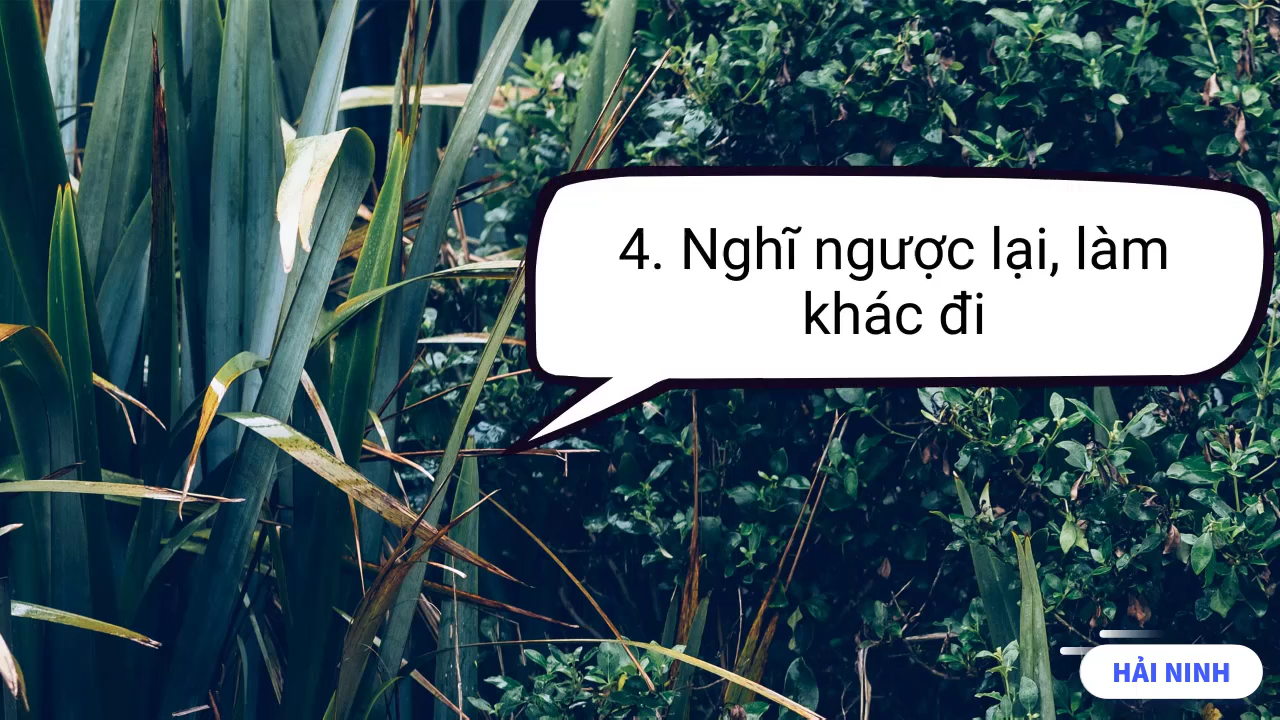 4. Nghĩ ngược lại, làm
khác đi
HẢI NINH